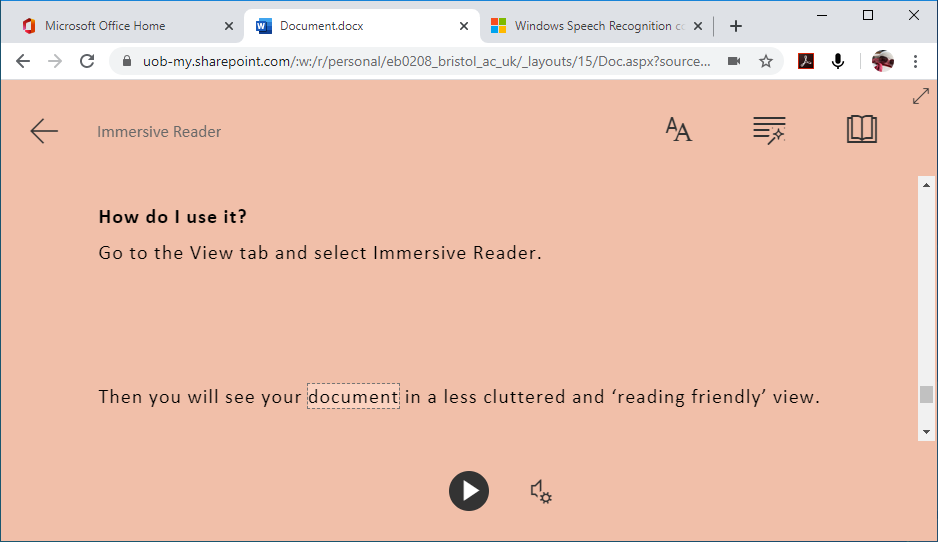 Microsoft Office Home
Document.docx
Windows Speech Recognition co
uob-my.sharepoint.com/:w:/r/personal/eb0208_bristol_ac_uk/_layouts/15/Doc.aspx?source...
Immersive Reader
AA
How do I use it?
Go to the View tab and select Immersive Reader.
Then you will see your document in a less cluttered and ‘reading friendly’ view.